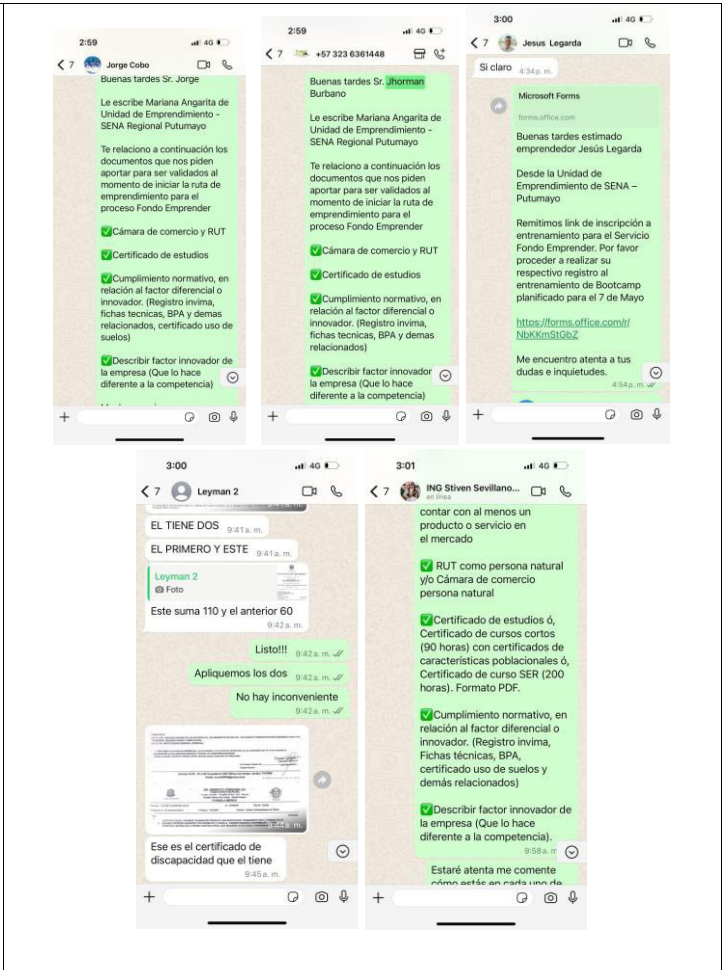 2:59
4G
7
Jorge Cobo
Buenas tardes Sr. Jorge
Le escribe Mariana Angarita de
Unidad de Emprendimiento -
SENA Regional Putumayo
Te relaciono a continuación los
documentos que nos piden
aportar para ser validados al
momento de iniciar la ruta de
emprendimiento para el
proceso Fondo Emprender
✅Cámara de comercio y RUT
✅Certificado de estudios
✅Cumplimiento normativo, en
relación al factor diferencial o
innovador. (Registro invima,
fichas tecnicas, BPA y demas
relacionados, certificado uso de
suelos)
✅Describir factor innovador de
la empresa (Que lo hace
diferente a la competencia)
2:59
4G
7
+57 323 6361448
Buenas tardes Sr. Jhorman
Burbano
Le escribe Mariana Angarita de
Unidad de Emprendimiento -
SENA Regional Putumayo
Te relaciono a continuación los
documentos que nos piden
aportar para ser validados al
momento de iniciar la ruta de
emprendimiento para el
proceso Fondo Emprender
✅Cámara de comercio y RUT
✅Certificado de estudios
✅Cumplimiento normativo, en
relación al factor diferencial o
innovador. (Registro invima,
fichas tecnicas, BPA y demas
relacionados)
✅Describir factor innovador
la empresa (Que lo hace
diferente a la competencia)
3:00
4G
7
Jesus Legarda
Si claro
4:34 p. m.
Microsoft Forms
forms.office.com
Buenas tardes estimado
emprendedor Jesús Legarda
Desde la Unidad de
Emprendimiento de SENA –
Putumayo
Remitimos link de inscripción a
entrenamiento para el Servicio
Fondo Emprender. Por favor
proceder a realizar su
respectivo registro al
entrenamiento de Bootcamp
planificado para el 7 de Mayo
https://forms.office.com/r/
NbKKmStGbZ
Me encuentro atenta a tus
dudas e inquietudes.
4:54 p. m.
3:00
4G
7
Leyman 2
EL TIENE DOS
9:41 a. m.
EL PRIMERO Y ESTE
9:41 a. m.
Leyman 2
Foto
Este suma 110 y el anterior 60
9:42 a. m.
Listo!!!
9:42 a. m.
Apliquemos los dos
9:42 a. m.
No hay inconveniente
9:42 a. m.
9:44 a. m.
Ese es el certificado de
discapacidad que el tiene
9:45 a. m.
3:01
4G
7
ING Stiven Sevillano...
en línea
contar con al menos un
producto o servicio en
el mercado
✅ RUT como persona natural
y/o Cámara de comercio
persona natural
✅Certificado de estudios ó,
Certificado de cursos cortos
(90 horas) con certificados de
características poblacionales ó,
Certificado de curso SER (200
horas). Formato PDF.
✅Cumplimiento normativo, en
relación al factor diferencial o
innovador. (Registro invima,
Fichas técnicas, BPA,
certificado uso de suelos y
demás relacionados)
✅Describir factor innovador de
la empresa (Que lo hace
diferente a la competencia).
9:58 a. m
Estaré atenta me comente
cómo estás en cada uno de